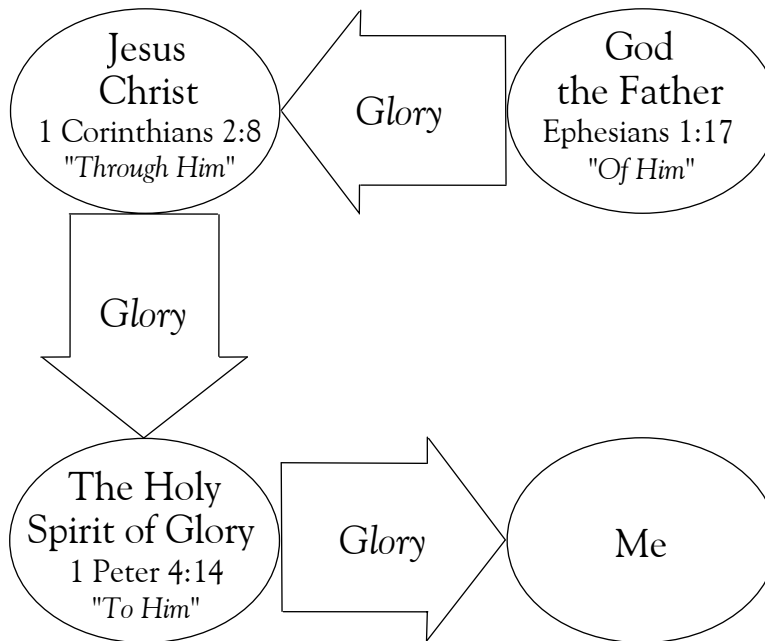 Jesus
Christ
1 Corinthians 2:8
"Through Him"
Glory
God
the Father
Ephesians 1:17
"Of Him"
Glory
The Holy
Spirit of Glory
1 Peter 4:14
"To Him"
Glory
Me